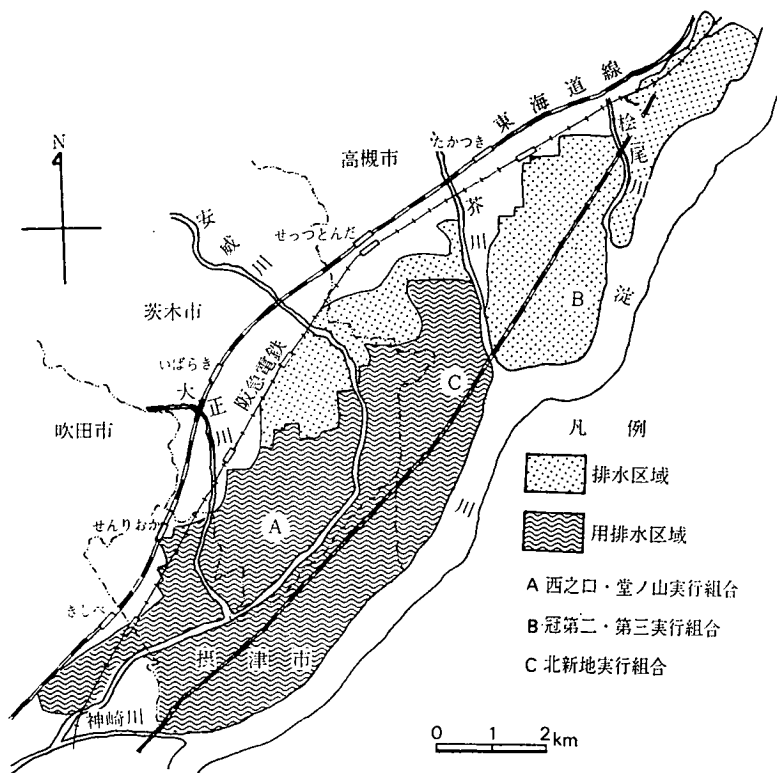 N
東海道線
たかつき
高槻市
桧尾川
芥川
安威川
せっつとんだ
茨木市
阪急電鉄
いばらき
大正川
吹田市
B
淀川
C
A
せんりおか
きしべ
摂津市
神崎川
凡 例
排水区域
用排水区域
A 西之口・堂ノ山実行組合
B 冠第二・第三実行組合
C 北新地実行組合
0 1 2km